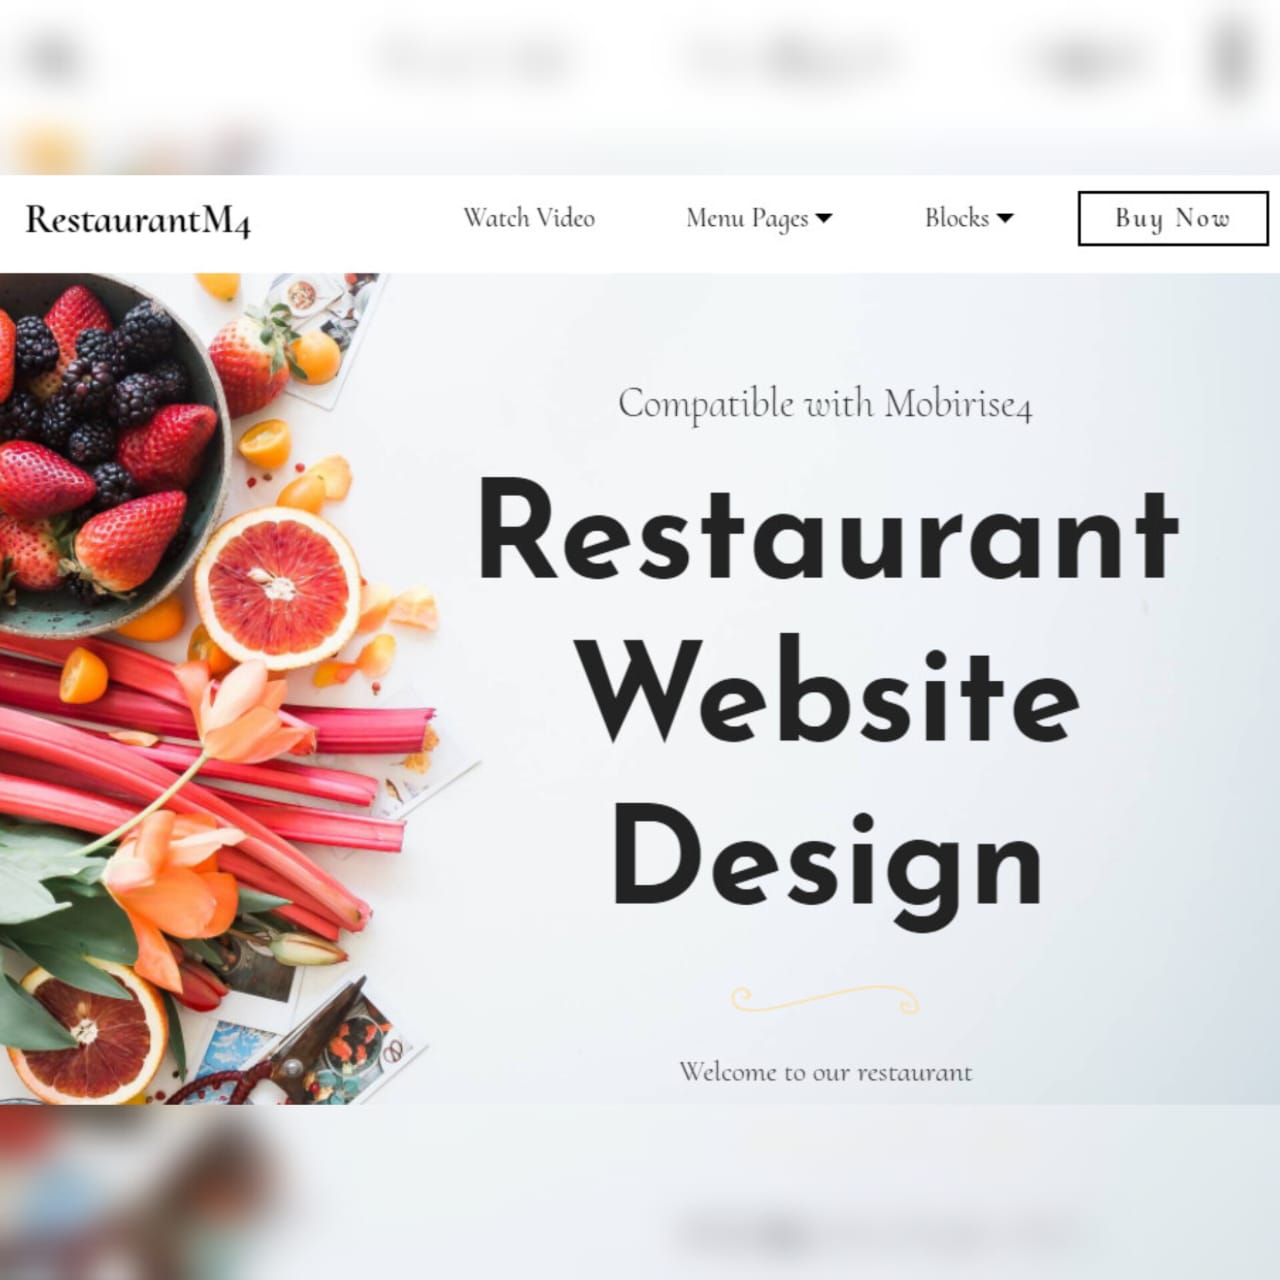 RestaurantM4
Watch Video
Menu Pages
Blocks
Buy Now
Compatible with Mobirise4
Restaurant
Website
Design
Welcome to our restaurant